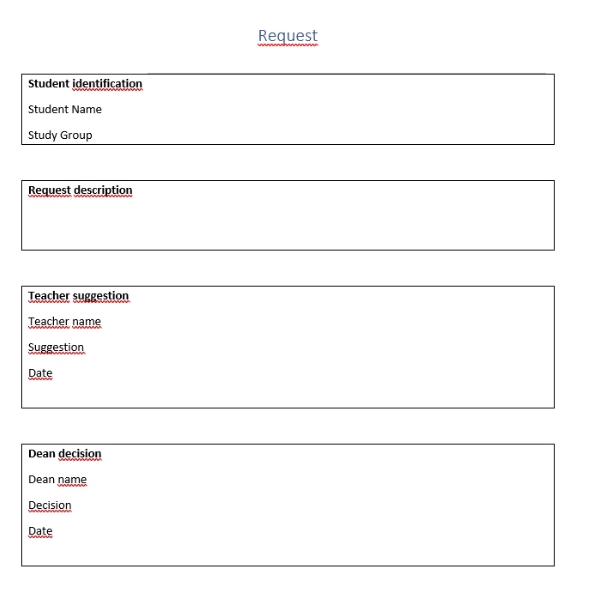 Request
Student identification
Student Name
Study Group
Request description
Teacher suggestion
Teacher name
Suggestion
Date
Dean decision
Dean name
Decision
Date